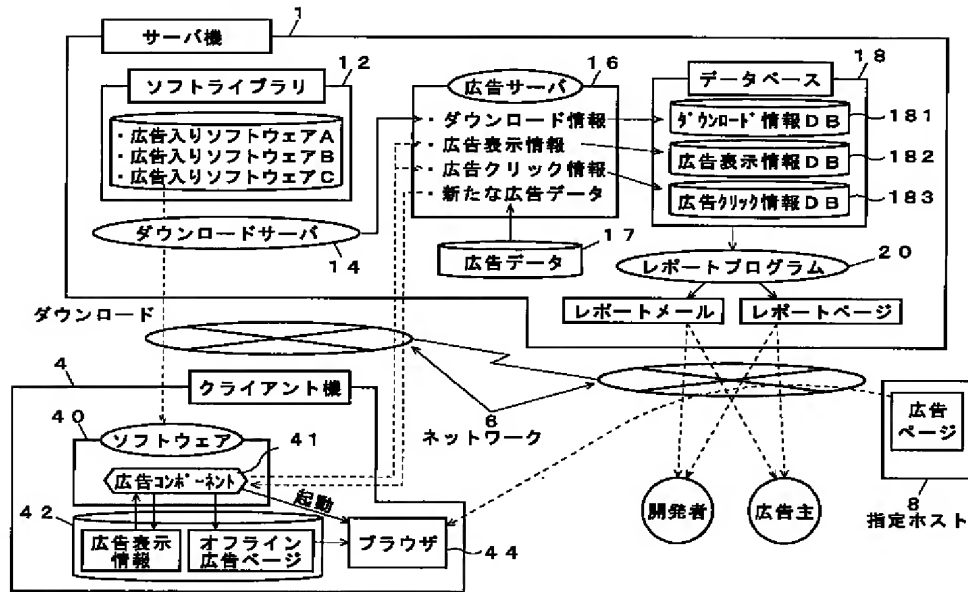 サーバ機
1
ソフトライブラリ
12
・広告入りソフトウェアA
・広告入りソフトウェアB
・広告入りソフトウェアC
ダウンロードサーバ
14
広告サーバ
16
・ダウンロード情報
・広告表示情報
・広告クリック情報
・新たな広告データ
17
広告データ
データベース
18
ﾀﾞｳﾝﾛｰﾄﾞ情報DB
181
広告表示情報DB
182
広告ｸﾘｯｸ情報DB
183
レポートプログラム
20
レポートメール
レポートページ
ダウンロード
4
クライアント機
40
ソフトウェア
41
広告ｺﾝﾎﾟｰﾈﾝﾄ
起動
42
広告表示
情報
オフライン
広告ページ
ブラウザ
44
6
ネットワーク
開発者
広告主
広告
ページ
8
指定ホスト